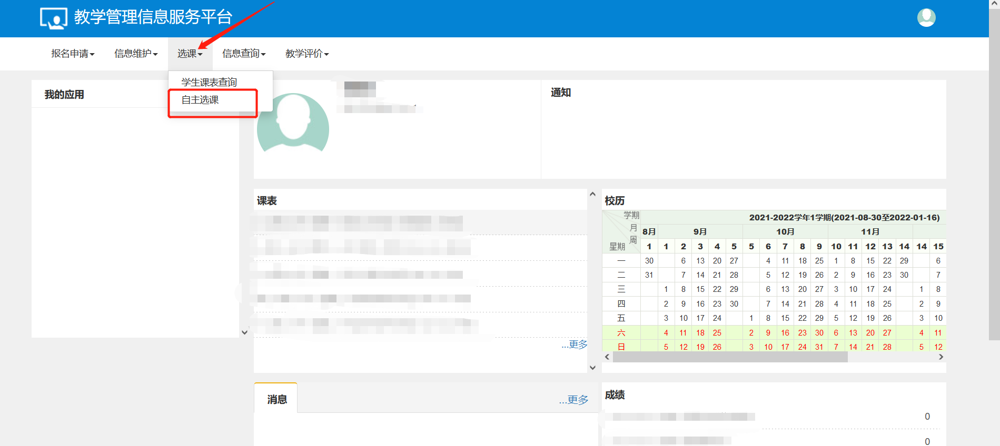 教学管理信息服务平台
报名申请 信息维护 选课 信息查询 教学评价
学生课表查询
自主选课
我的应用
通知
课表
...更多
校历
学期 2021-2022学年1学期(2021-08-30至2022-01-16)
月 8月 9月 10月 11月
周 1 1 2 3 4 5 5 6 7 8 9 10 11 12 13 14 14 15
星期
一 30 6 13 20 27 4 11 18 25 1 8 15 22 29 6
二 31 7 14 21 28 5 12 19 26 2 9 16 23 30 7
三 1 8 15 22 29 6 13 20 27 3 10 17 24 1 8
四 2 9 16 23 30 7 14 21 28 4 11 18 25 2 9
五 3 10 17 24 1 8 15 22 29 5 12 19 26 3 10
六 4 11 18 25 2 9 16 23 30 6 13 20 27 4 11
日 5 12 19 26 3 10 17 24 31 7 14 21 28 5 12
消息
...更多
成绩
0
0